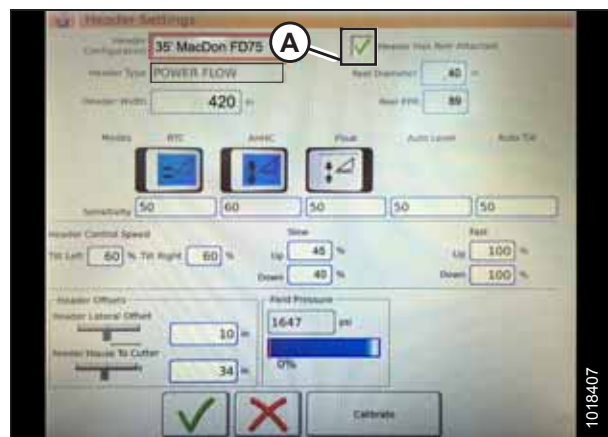 Header Settings
Header Configuration 35' MacDon FD75 A Header Has Reel Attached
Header Type POWER FLOW Reel Diameter 40 in
Header Width 420 in Reel PPR 89
Modes RTC AHHC Float Auto Level Auto Tilt
Sensitivity 50 60 50 50 50
Header Control Speed Slow Fast
Tilt Left 60 % Tilt Right 60 % Up 45 % Up 100 %
Down 40 % Down 100 %
Header Offsets Field Pressure
Header Lateral Offset 1647 psi
10 in
Feeder House To Cutter 0%
34 in
Calibrate
1018407